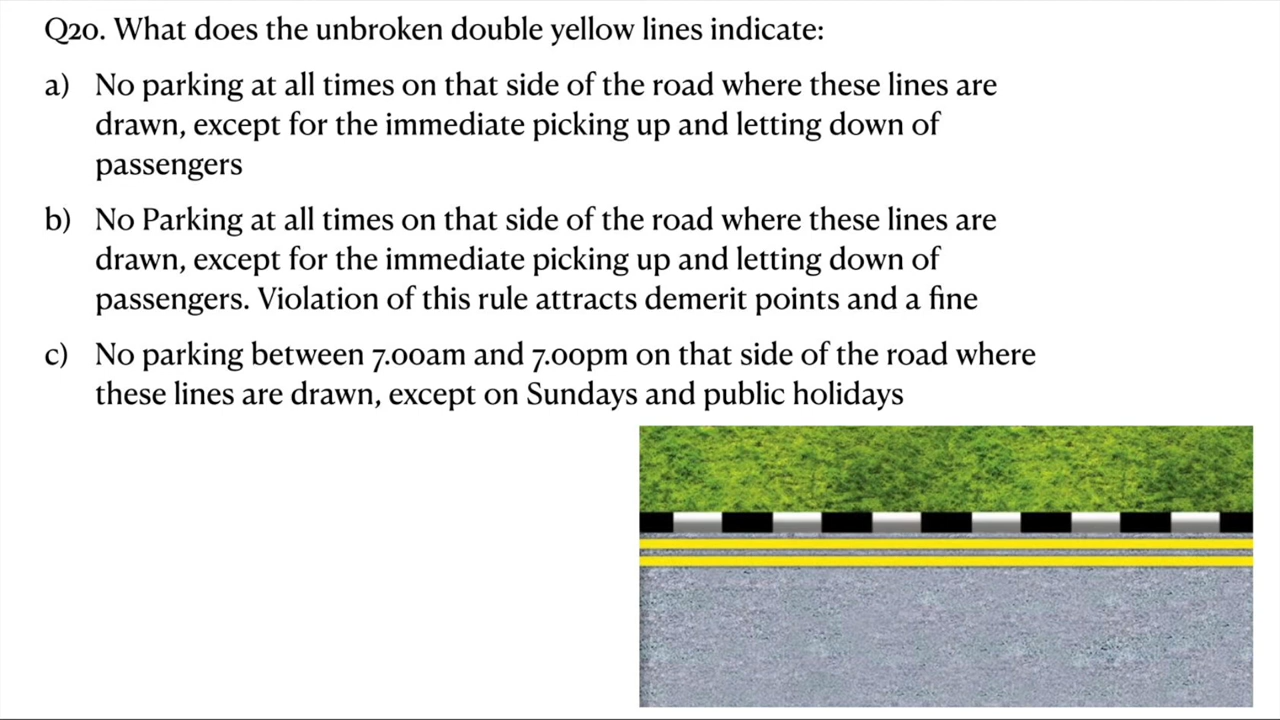 Q20. What does the unbroken double yellow lines indicate:
a) No parking at all times on that side of the road where these lines are
drawn, except for the immediate picking up and letting down of
passengers
b) No Parking at all times on that side of the road where these lines are
drawn, except for the immediate picking up and letting down of
passengers. Violation of this rule attracts demerit points and a fine
c) No parking between 7.00am and 7.00pm on that side of the road where
these lines are drawn, except on Sundays and public holidays